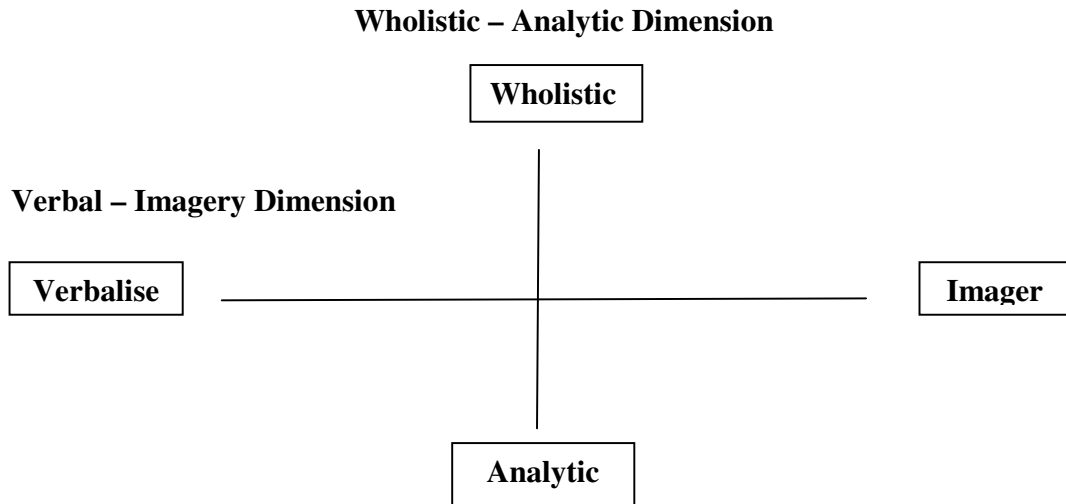 Wholistic – Analytic Dimension
Wholistic
Verbal – Imagery Dimension
Verbalise
Imager
Analytic